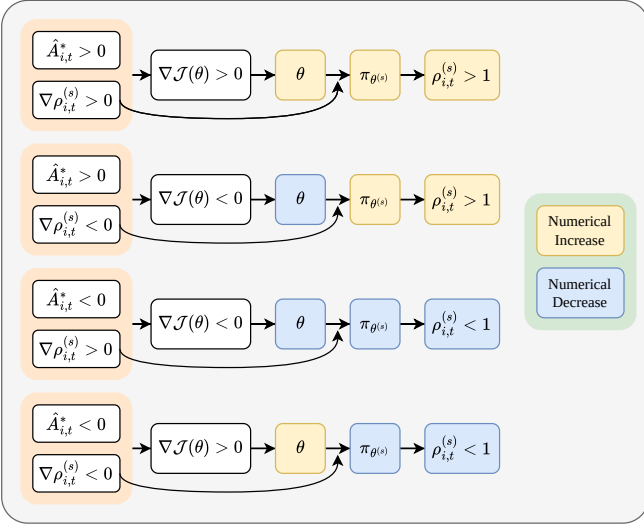 Â*_{i,t} > 0
∇ρ^{(s)}_{i,t} > 0
∇𝒥(θ) > 0
θ
π_{θ^{(s)}}
ρ^{(s)}_{i,t} > 1
Â*_{i,t} > 0
∇ρ^{(s)}_{i,t} < 0
∇𝒥(θ) < 0
θ
π_{θ^{(s)}}
ρ^{(s)}_{i,t} > 1
Â*_{i,t} < 0
∇ρ^{(s)}_{i,t} > 0
∇𝒥(θ) < 0
θ
π_{θ^{(s)}}
ρ^{(s)}_{i,t} < 1
Â*_{i,t} < 0
∇ρ^{(s)}_{i,t} < 0
∇𝒥(θ) > 0
θ
π_{θ^{(s)}}
ρ^{(s)}_{i,t} < 1
Numerical
Increase
Numerical
Decrease